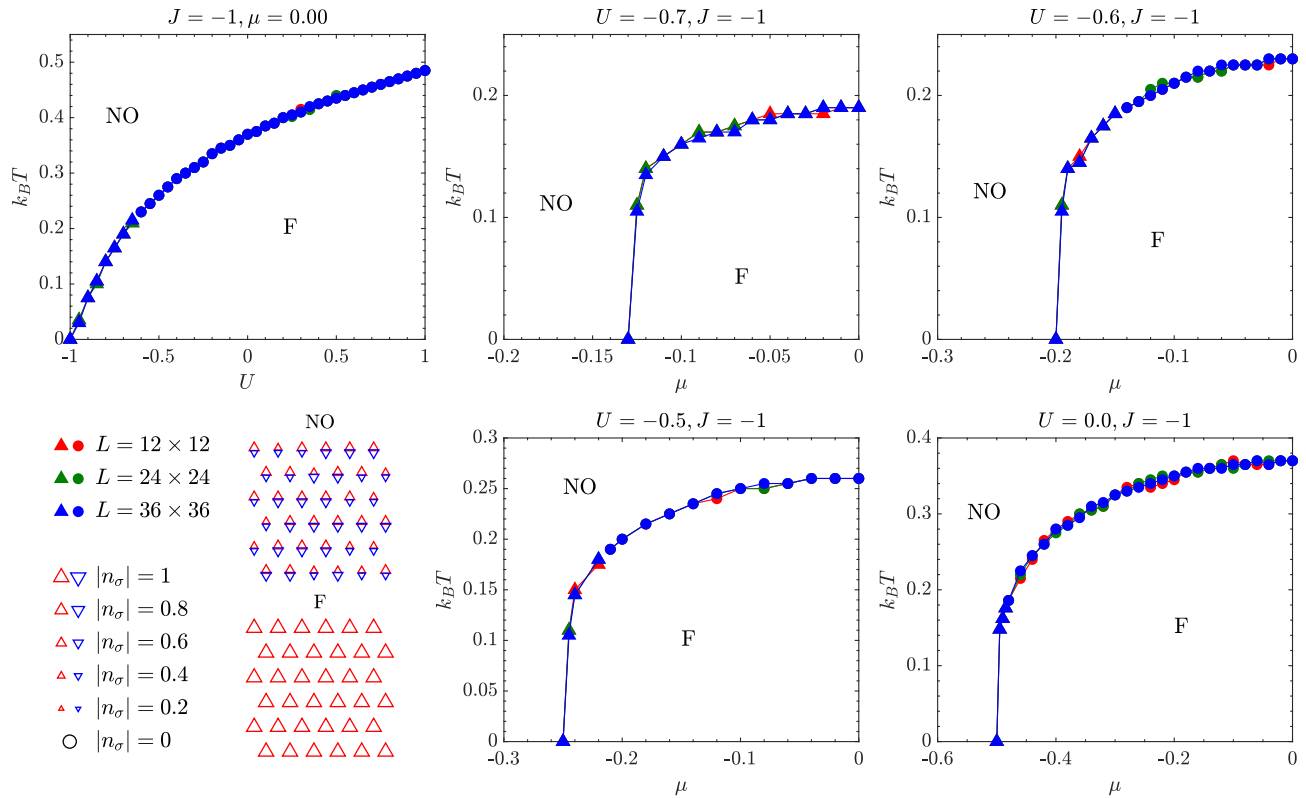 J = −1, μ = 0.00
k_BT
0.5
0.4
0.3
0.2
0.1
0
NO
F
-1 -0.5 0 0.5 1
U
U = −0.7, J = −1
k_BT
0.2
0.1
0
NO
F
-0.2 -0.15 -0.1 -0.05 0
μ
U = −0.6, J = −1
k_BT
0.2
0.1
0
NO
F
-0.3 -0.2 -0.1 0
μ
L = 12 × 12
L = 24 × 24
L = 36 × 36
|n_σ| = 1
|n_σ| = 0.8
|n_σ| = 0.6
|n_σ| = 0.4
|n_σ| = 0.2
|n_σ| = 0
NO
F
U = −0.5, J = −1
k_BT
0.3
0.25
0.2
0.15
0.1
0.05
0
NO
F
-0.3 -0.2 -0.1 0
μ
U = 0.0, J = −1
k_BT
0.4
0.3
0.2
0.1
0
NO
F
-0.6 -0.4 -0.2 0
μ